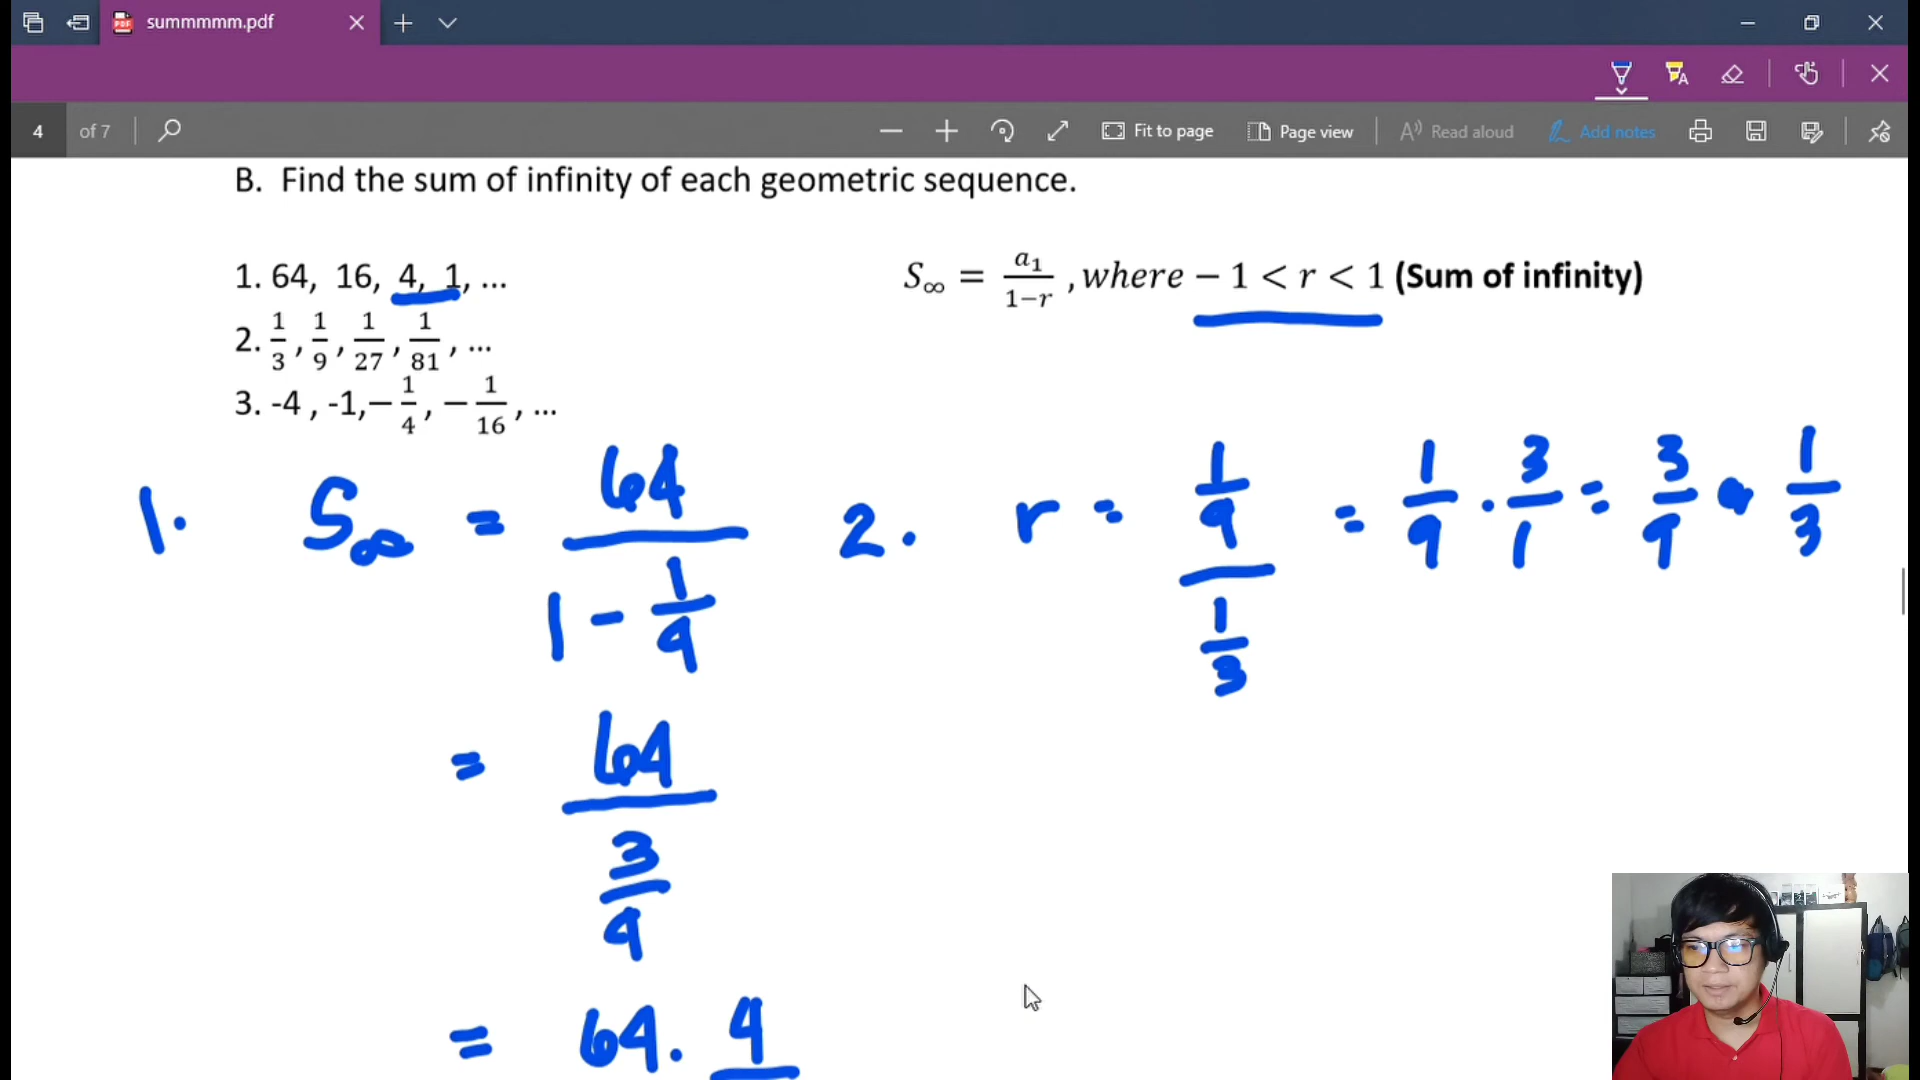 summmmm.pdf
4 of 7 Fit to page Page view Read aloud Add notes
B. Find the sum of infinity of each geometric sequence.
1. 64, 16, 4, 1, ...
S∞ = a₁/(1−r), where − 1 < r < 1 (Sum of infinity)
2. 1/3, 1/9, 1/27, 1/81, ...
3. -4 , -1, −1/4, −1/16, ...
1. S∞ = 64/(1 - 1/4)
2. r = (1/9)/(1/3) = 1/9 · 3/1 = 3/9 • 1/3
= 64/(3/4)
= 64 · 4